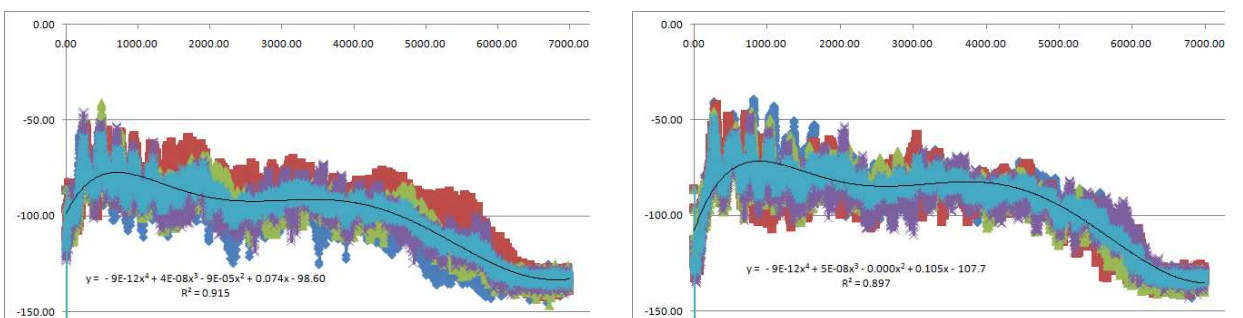 0.00
0.00 1000.00 2000.00 3000.00 4000.00 5000.00 6000.00 7000.00
-50.00
-100.00
y = - 9E-12x⁴ + 4E-08x³ - 9E-05x² + 0.074x - 98.60
R² = 0.915
-150.00
0.00
0.00 1000.00 2000.00 3000.00 4000.00 5000.00 6000.00 7000.00
-50.00
-100.00
y = - 9E-12x⁴ + 5E-08x³ - 0.000x² + 0.105x - 107.7
R² = 0.897
-150.00